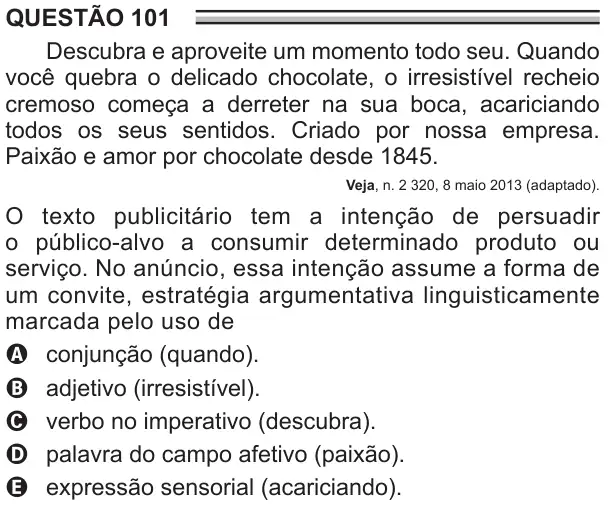 QUESTÃO 101
Descubra e aproveite um momento todo seu. Quando
você quebra o delicado chocolate, o irresistível recheio
cremoso começa a derreter na sua boca, acariciando
todos os seus sentidos. Criado por nossa empresa.
Paixão e amor por chocolate desde 1845.
Veja, n. 2 320, 8 maio 2013 (adaptado).
O texto publicitário tem a intenção de persuadir
o público-alvo a consumir determinado produto ou
serviço. No anúncio, essa intenção assume a forma de
um convite, estratégia argumentativa linguisticamente
marcada pelo uso de
A conjunção (quando).
B adjetivo (irresistível).
C verbo no imperativo (descubra).
D palavra do campo afetivo (paixão).
E expressão sensorial (acariciando).